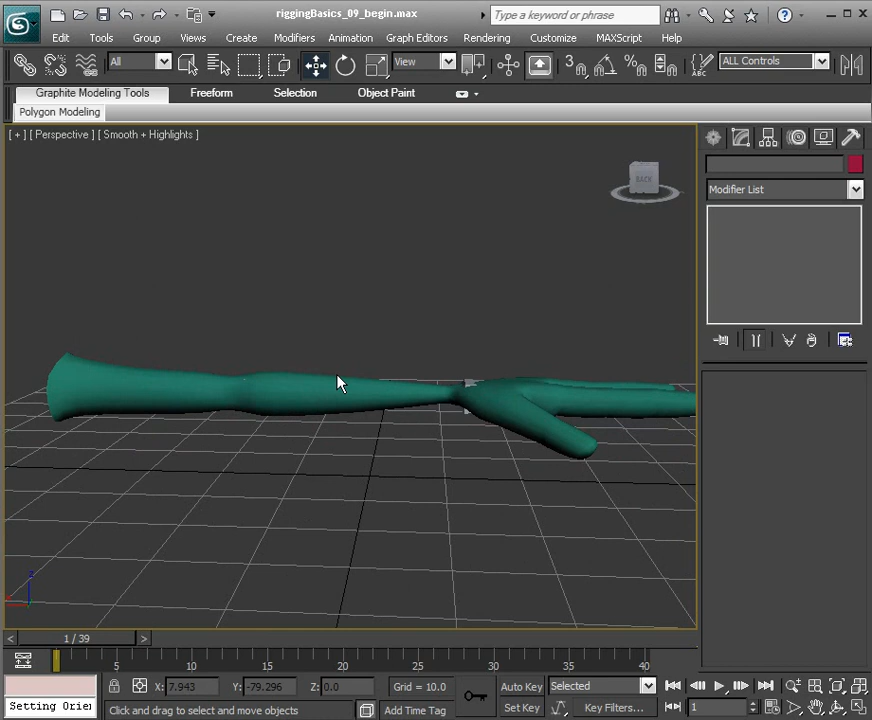 riggingBasics_09_begin.max
Type a keyword or phrase
Edit Tools Group Views Create Modifiers Animation Graph Editors Rendering Customize MAXScript Help
All View 3 ABC ALL Controls
Graphite Modeling Tools Freeform Selection Object Paint
Polygon Modeling
[ + ] [ Perspective ] [ Smooth + Highlights ]
BACK
Modifier List
z
< 1 / 39 >
5 10 15 20 25 30 35 40
X: 7.943 Y: -79.296 Z: 0.0 Grid = 10.0 Auto Key Selected
Setting Orie
Click and drag to select and move objects Add Time Tag Set Key Key Filters... 1